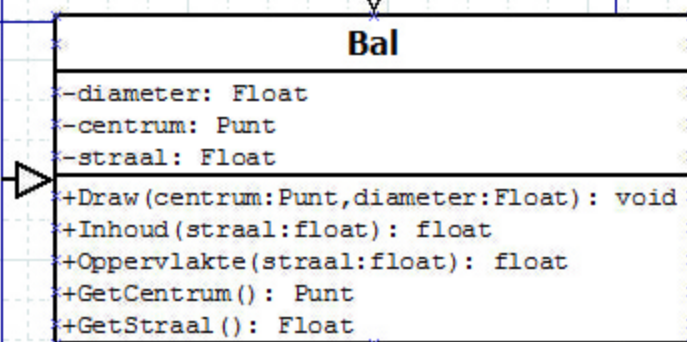 Bal
-diameter: Float
-centrum: Punt
-straal: Float
+Draw(centrum:Punt,diameter:Float): void
+Inhoud(straal:float): float
+Oppervlakte(straal:float): float
+GetCentrum(): Punt
+GetStraal(): Float